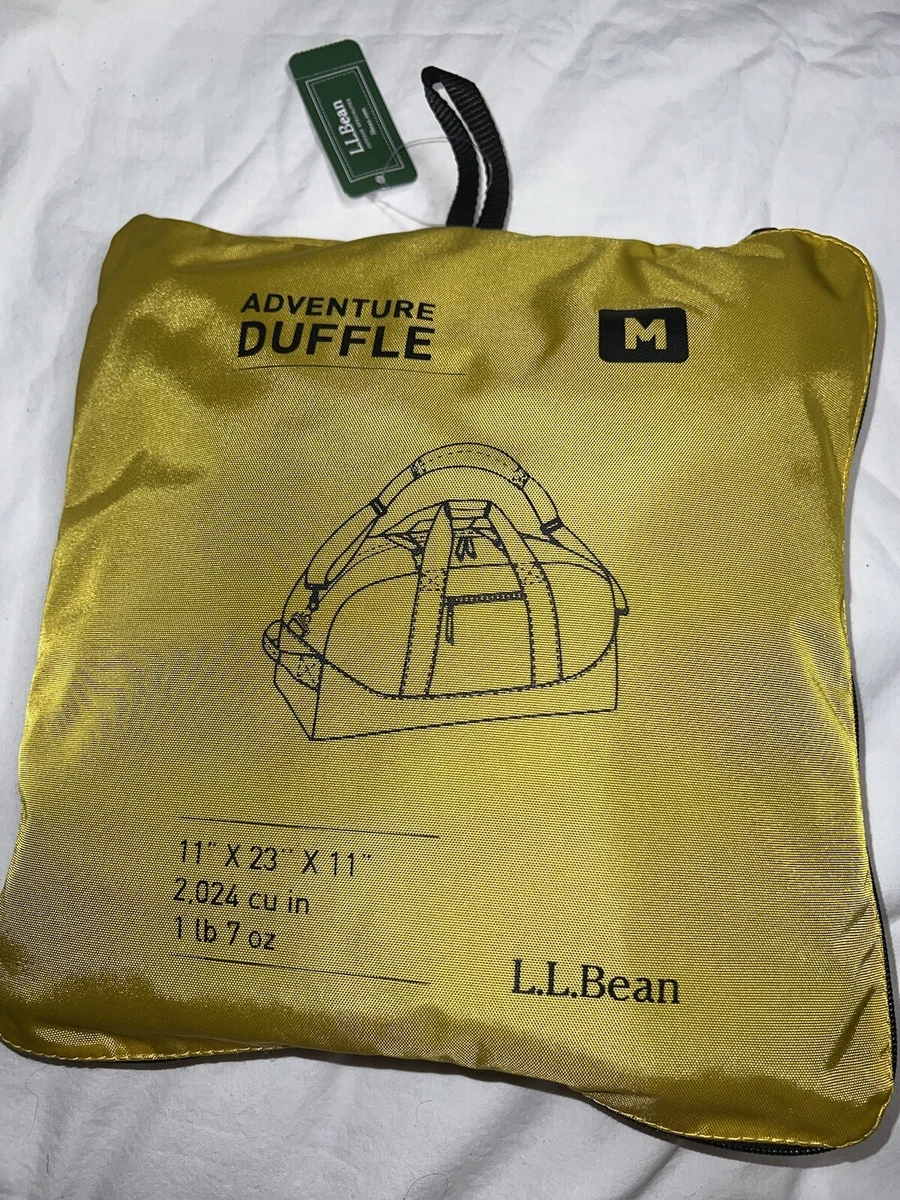 L.L.Bean
ADVENTURE
DUFFLE
M
11" X 23" X 11"
2,024 cu in
1 lb 7 oz
L.L.Bean